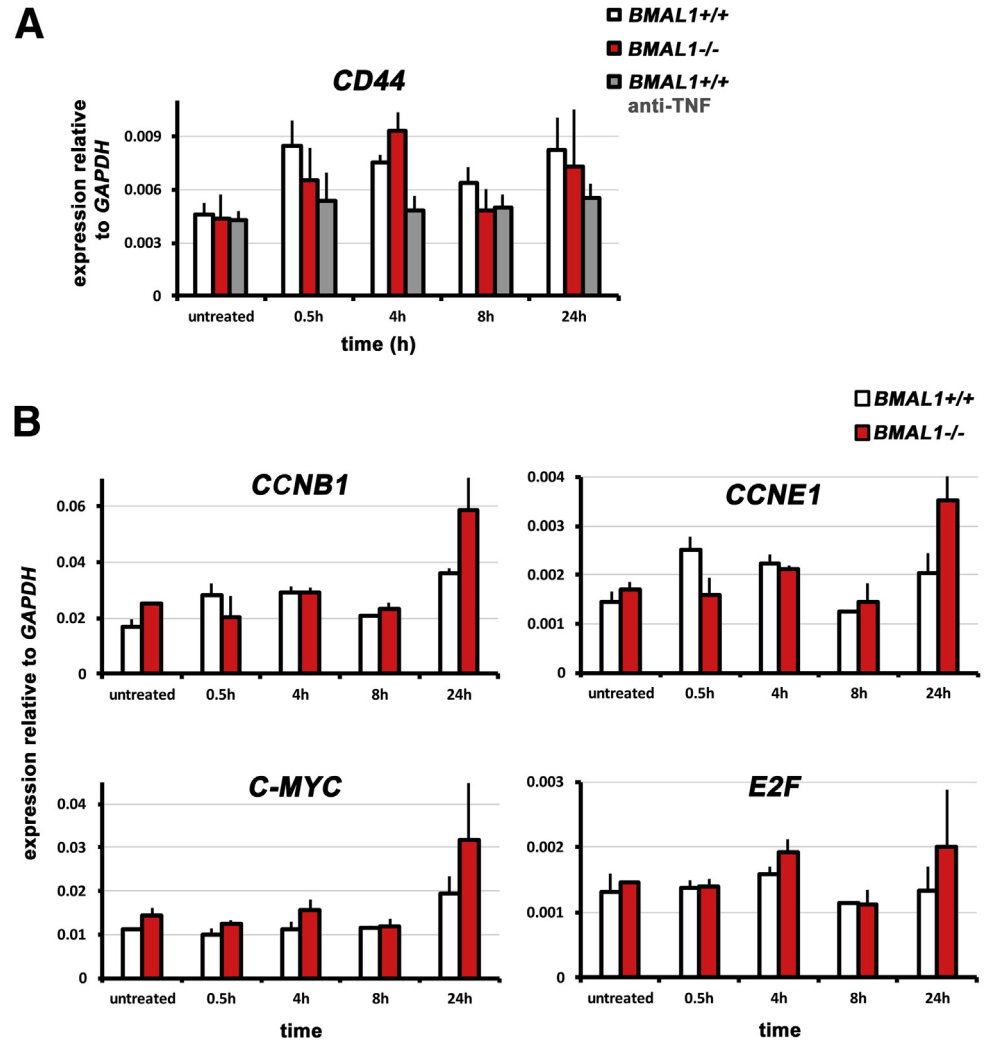 A
BMAL1+/+
BMAL1-/-
BMAL1+/+
anti-TNF
CD44
expression relative
to GAPDH
0.009
0.006
0.003
0
untreated 0.5h 4h 8h 24h
time (h)
B
BMAL1+/+
BMAL1-/-
expression relative to GAPDH
CCNB1
0.06
0.04
0.02
0
untreated 0.5h 4h 8h 24h
CCNE1
0.004
0.003
0.002
0.001
0
untreated 0.5h 4h 8h 24h
C-MYC
0.04
0.03
0.02
0.01
0
untreated 0.5h 4h 8h 24h
time
E2F
0.003
0.002
0.001
0
untreated 0.5h 4h 8h 24h
time